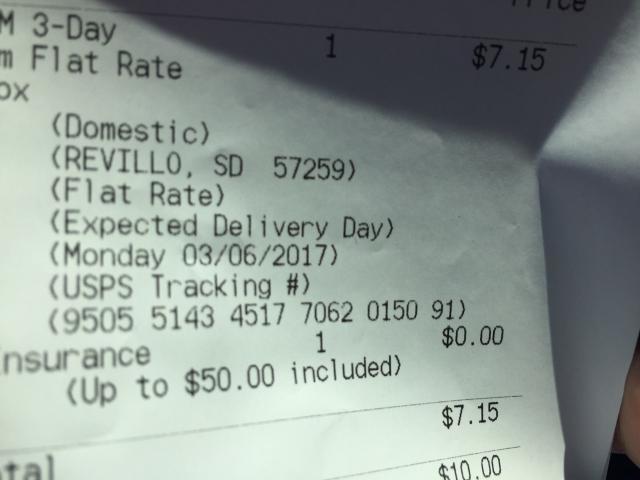 Price
M 3-Day
m Flat Rate 1 $7.15
ox
(Domestic)
(REVILLO, SD 57259)
(Flat Rate)
(Expected Delivery Day)
(Monday 03/06/2017)
(USPS Tracking #)
(9505 5143 4517 7062 0150 91)
nsurance 1 $0.00
(Up to $50.00 included)
$7.15
tal $10.00